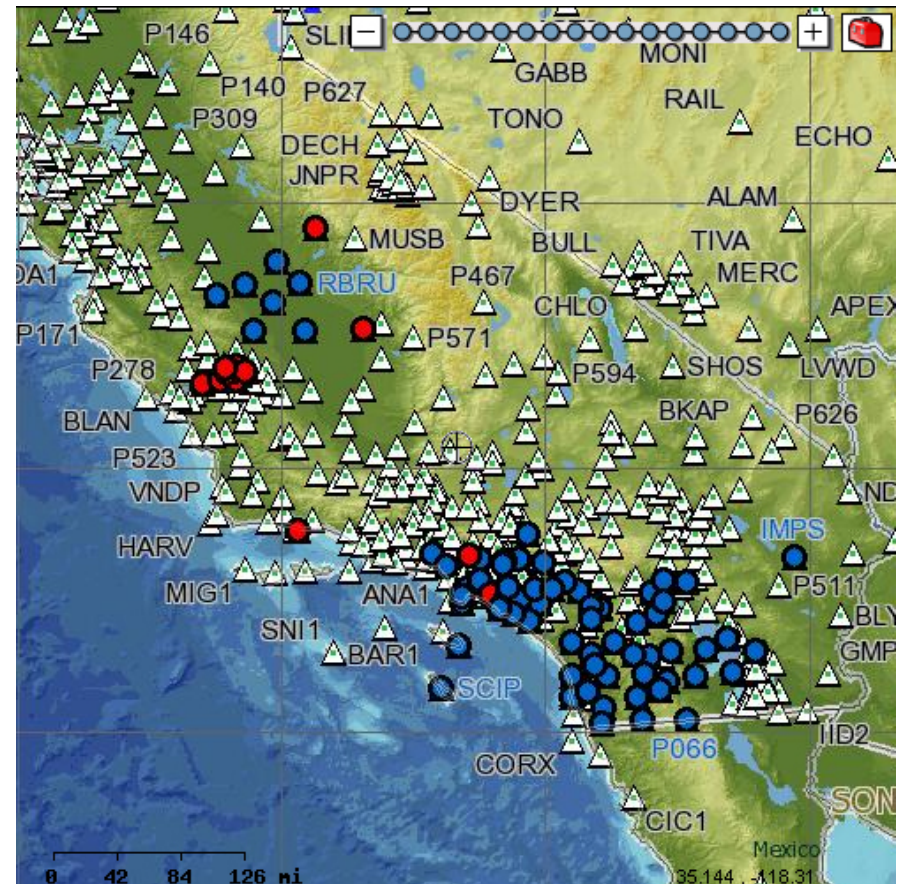 P146
SLI
MONI
GABB
P140
P627
RAIL
P309
TONO
ECHO
DECH
JNPR
DYER
ALAM
MUSB
BULL
TIVA
DA1
RBRU
P467
MERC
CHLO
APEX
P171
P571
P278
P594
SHOS
LVWD
BLAN
BKAP
P626
P523
VNDP
ND
HARV
IMPS
MIG1
ANA1
P511
SNI1
BLY
BAR1
GMP
SCIP
P066
IID2
CORX
SON
CIC1
Mexico
0 42 84 126 mi
35.144 , -118.31